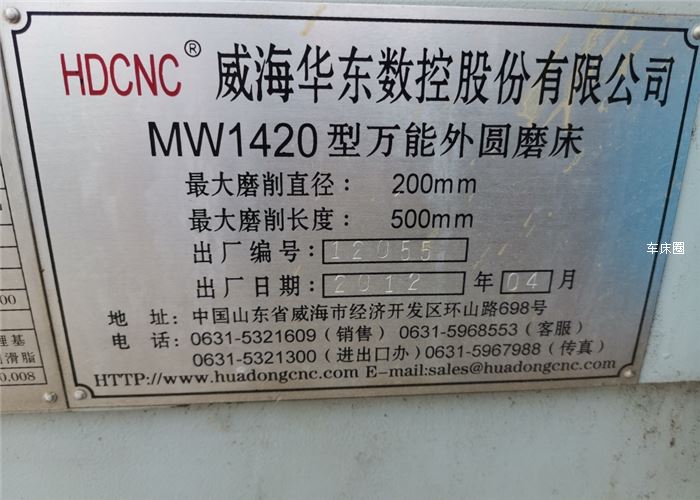 HDCNC® 威海华东数控股份有限公司
MW1420型万能外圆磨床
最大磨削直径： 200mm
最大磨削长度： 500mm
出厂编号：12055
出厂日期：2012 年 04 月
地 址：中国山东省威海市经济开发区环山路698号
电 话：0631-5321609（销售） 0631-5968553（客服）
0631-5321300（进出口办）0631-5967988（传真）
HTTP://www.huadongcnc.com E-mail:sales@huadongcnc.com
车床圈
00
滑脂
0.008